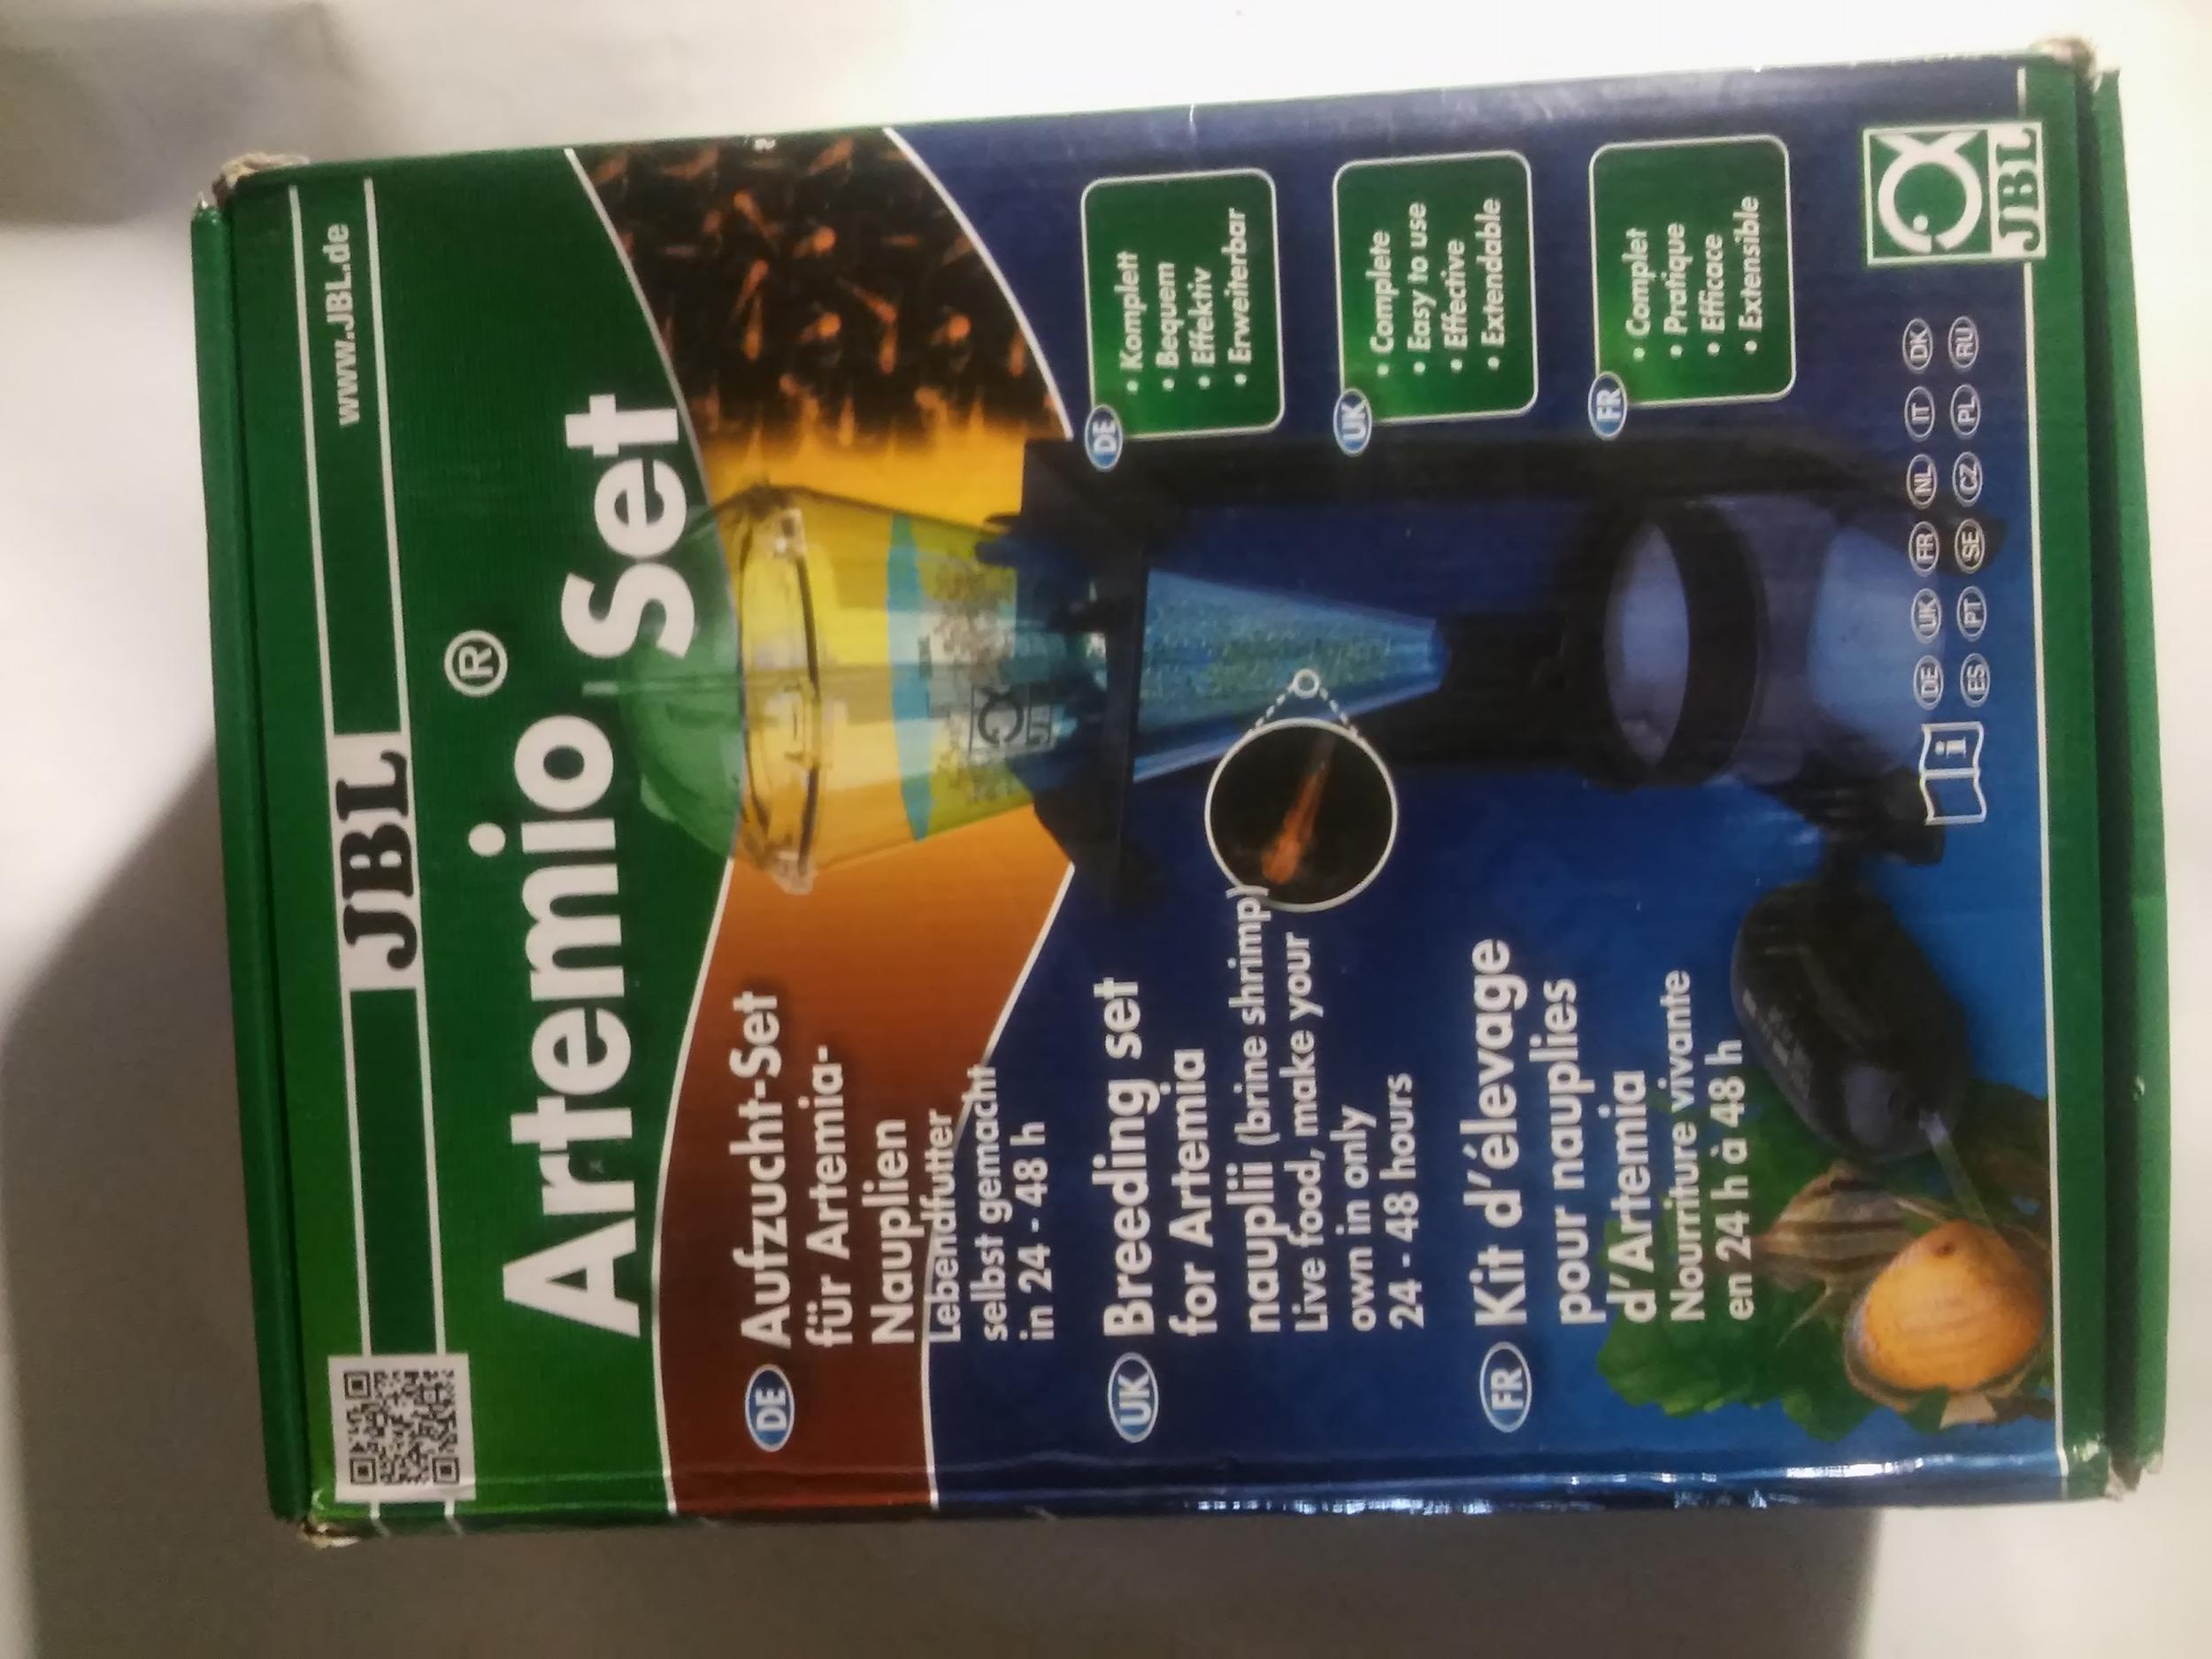 JBL
www.JBL.de
Artemio® Set
DE
Aufzucht-Set
für Artemia-
Nauplien
Lebendfutter
selbst gemacht
in 24 - 48 h
UK
Breeding set
for Artemia
nauplii (brine shrimp)
Live food, make your
own in only
24 - 48 hours
FR
Kit d'élevage
pour nauplies
d'Artemia
Nourriture vivante
en 24 h à 48 h
DE
• Komplett
• Bequem
• Effektiv
• Erweiterbar
UK
• Complete
• Easy to use
• Effective
• Extendable
FR
• Complet
• Pratique
• Efficace
• Extensible
JBL
i
DE UK FR NL IT DK
ES PT SE CZ PL RU
JBL